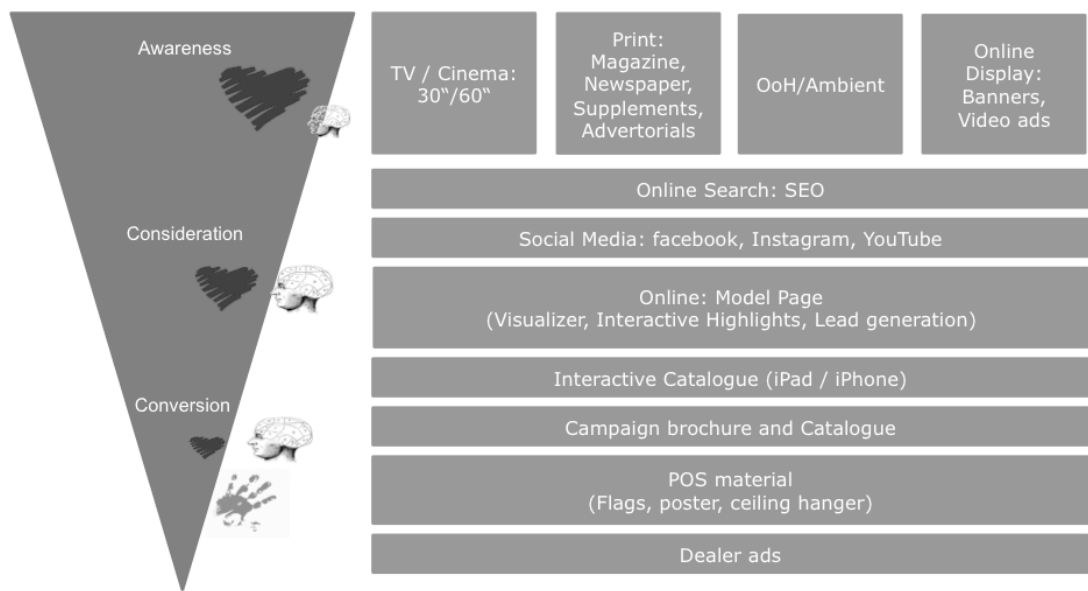 Awareness
Consideration
Conversion
TV / Cinema:
30“/60“
Print:
Magazine,
Newspaper,
Supplements,
Advertorials
OoH/Ambient
Online
Display:
Banners,
Video ads
Online Search: SEO
Social Media: facebook, Instagram, YouTube
Online: Model Page
(Visualizer, Interactive Highlights, Lead generation)
Interactive Catalogue (iPad / iPhone)
Campaign brochure and Catalogue
POS material
(Flags, poster, ceiling hanger)
Dealer ads